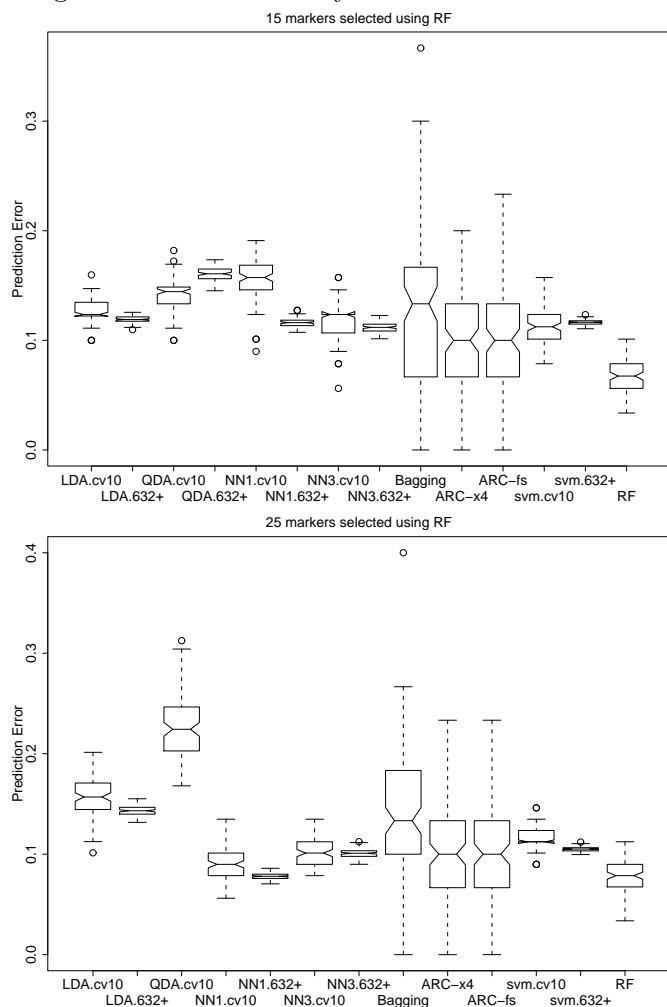 15 markers selected using RF
Prediction Error
0.3
0.2
0.1
0.0
LDA.cv10 QDA.cv10 NN1.cv10 NN3.cv10 Bagging ARC−fs svm.632+
LDA.632+ QDA.632+ NN1.632+ NN3.632+ ARC−x4 svm.cv10 RF
25 markers selected using RF
Prediction Error
0.4
0.3
0.2
0.1
0.0
LDA.cv10 QDA.cv10 NN1.632+ NN3.632+ ARC−x4 svm.cv10 RF
LDA.632+ NN1.cv10 NN3.cv10 Bagging ARC−fs svm.632+